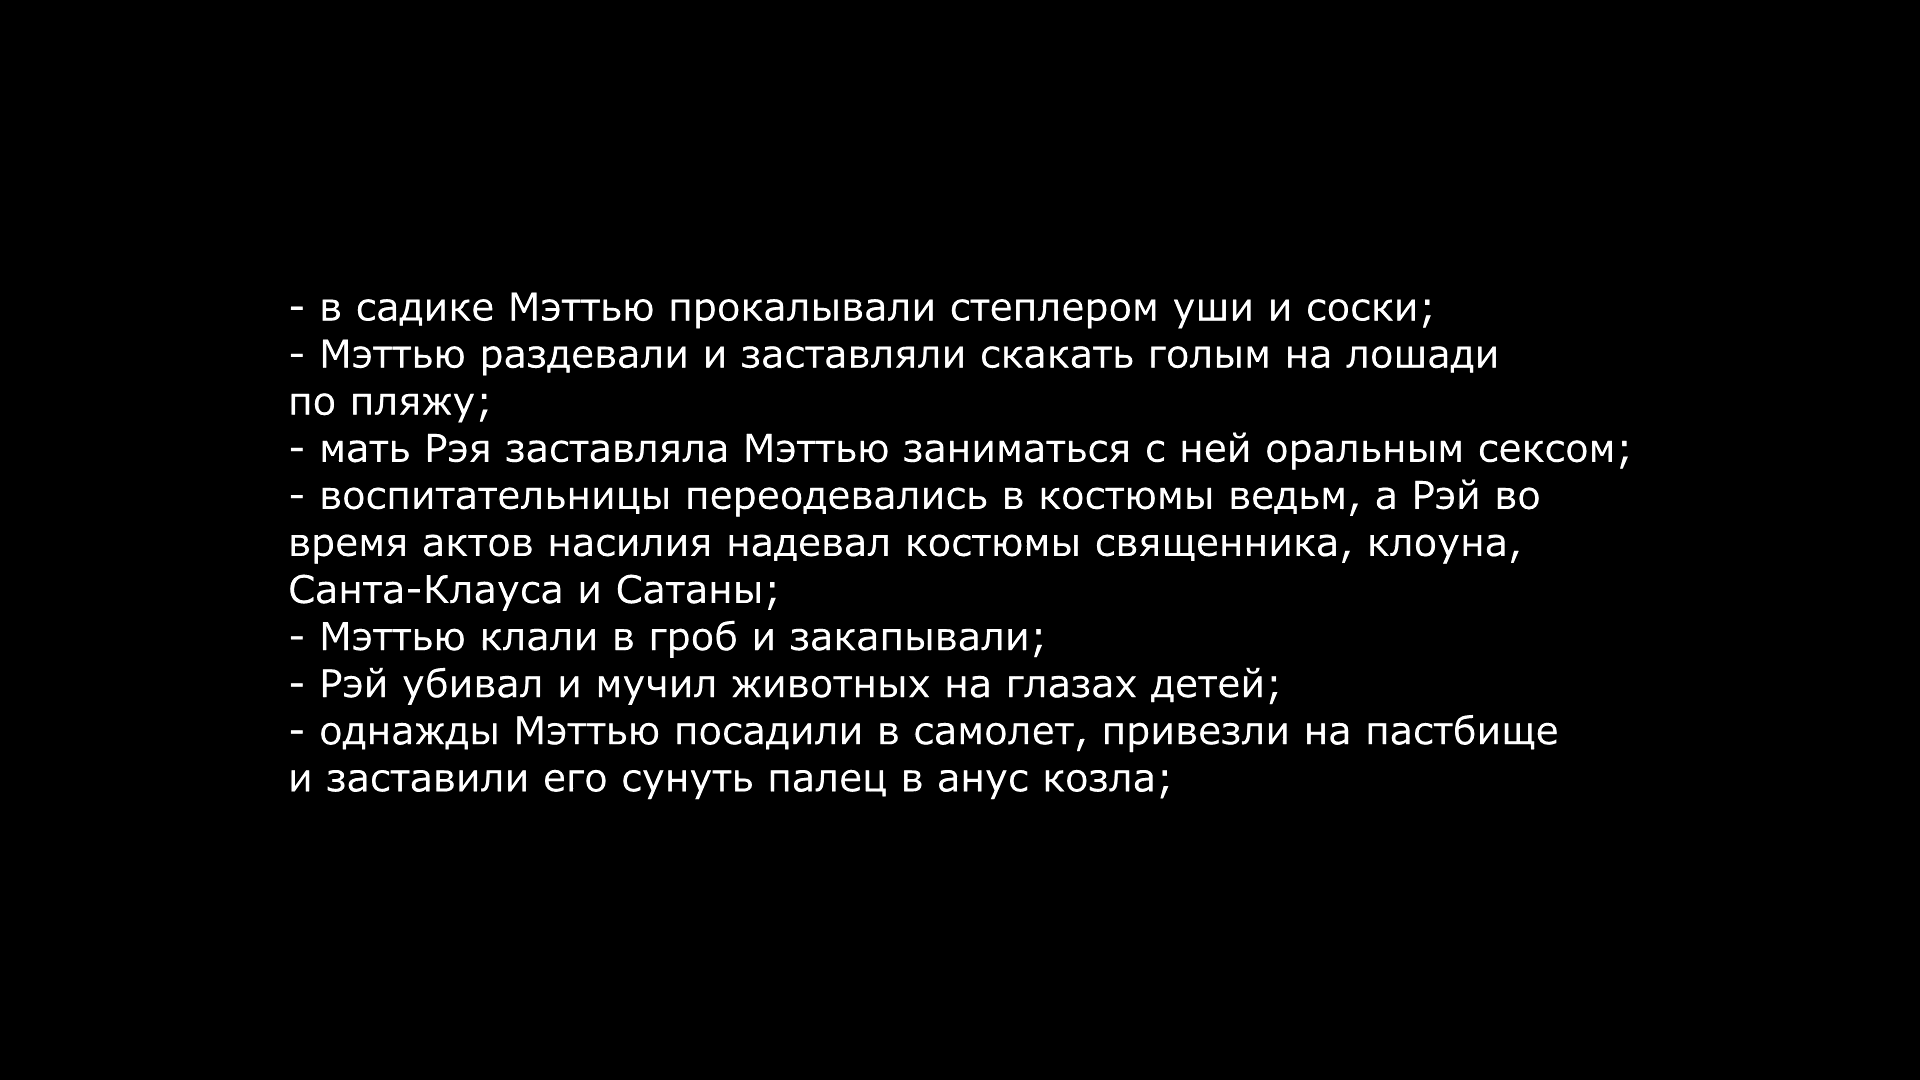 - в садике Мэттью прокалывали степлером уши и соски;
- Мэттью раздевали и заставляли скакать голым на лошади
по пляжу;
- мать Рэя заставляла Мэттью заниматься с ней оральным сексом;
- воспитательницы переодевались в костюмы ведьм, а Рэй во
время актов насилия надевал костюмы священника, клоуна,
Санта-Клауса и Сатаны;
- Мэттью клали в гроб и закапывали;
- Рэй убивал и мучил животных на глазах детей;
- однажды Мэттью посадили в самолет, привезли на пастбище
и заставили его сунуть палец в анус козла;